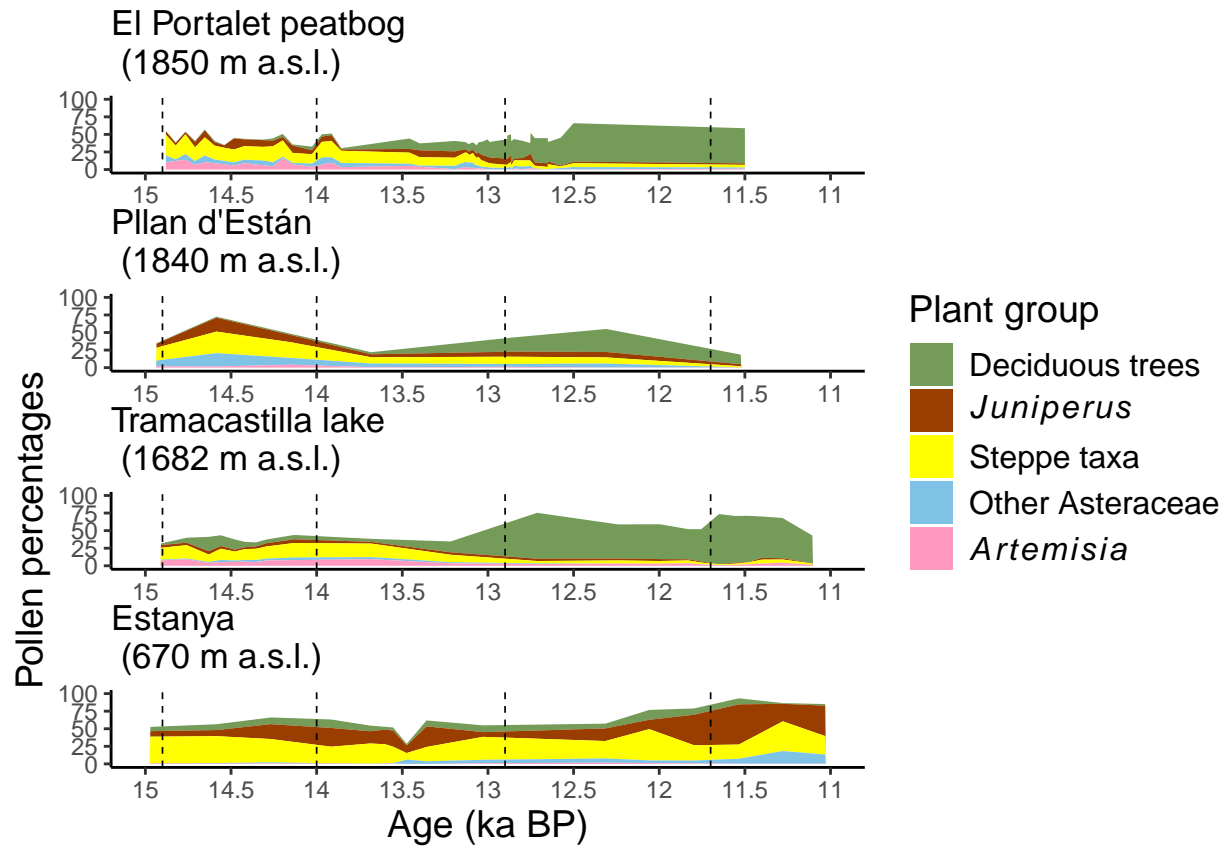 El Portalet peatbog
(1850 m a.s.l.)
100
75
50
25
0
15 14.5 14 13.5 13 12.5 12 11.5 11
Pllan d'Están
(1840 m a.s.l.)
100
75
50
25
0
15 14.5 14 13.5 13 12.5 12 11.5 11
Tramacastilla lake
(1682 m a.s.l.)
100
75
50
25
0
15 14.5 14 13.5 13 12.5 12 11.5 11
Estanya
(670 m a.s.l.)
100
75
50
25
0
15 14.5 14 13.5 13 12.5 12 11.5 11
Age (ka BP)
Pollen percentages
Plant group
Deciduous trees
Juniperus
Steppe taxa
Other Asteraceae
Artemisia